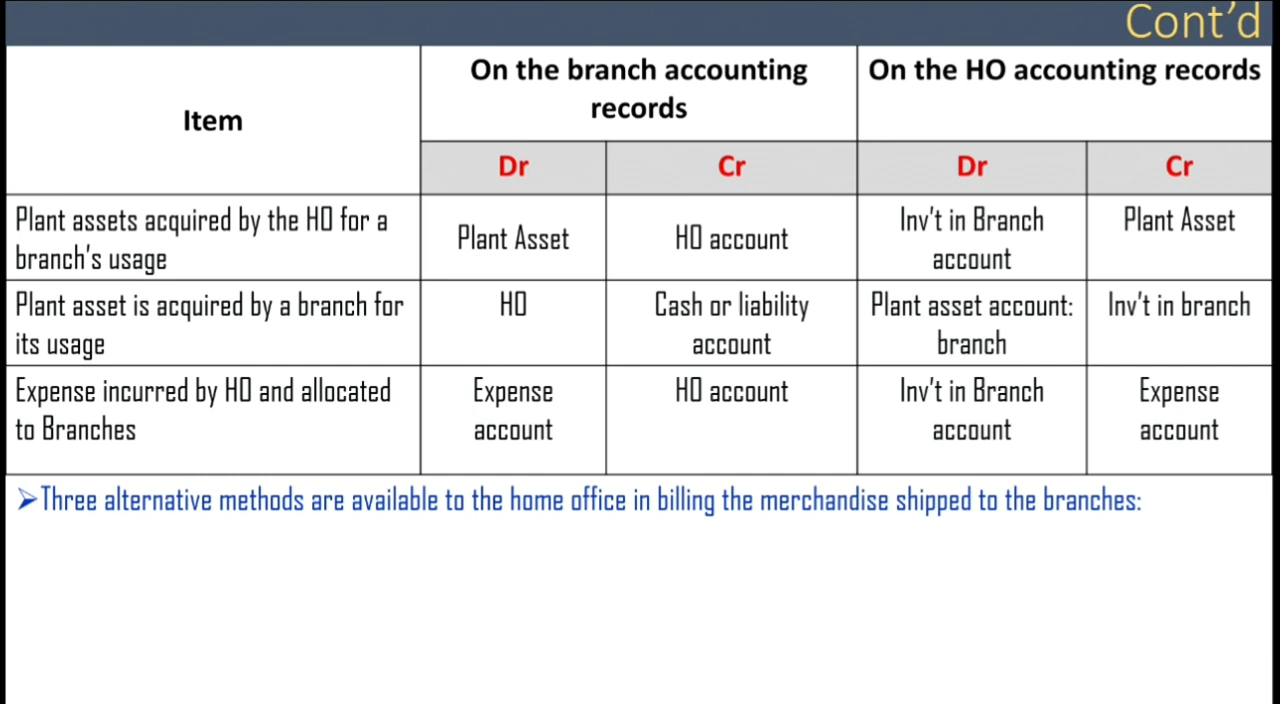 Cont'd
Item
On the branch accounting
records
On the HO accounting records
Dr
Cr
Dr
Cr
Plant assets acquired by the HO for a
branch's usage
Plant Asset
HO account
Inv't in Branch
account
Plant Asset
Plant asset is acquired by a branch for
its usage
HO
Cash or liability
account
Plant asset account:
branch
Inv't in branch
Expense incurred by HO and allocated
to Branches
Expense
account
HO account
Inv't in Branch
account
Expense
account
➢Three alternative methods are available to the home office in billing the merchandise shipped to the branches: